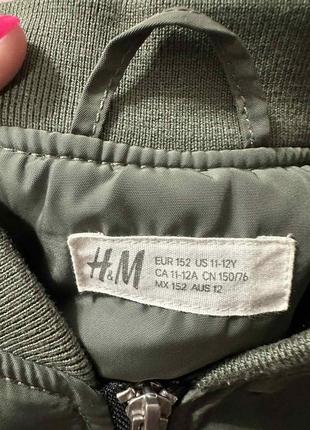 H&M
EUR 152 US 11-12Y
CA 11-12A CN 150/76
MX 152 AUS 12